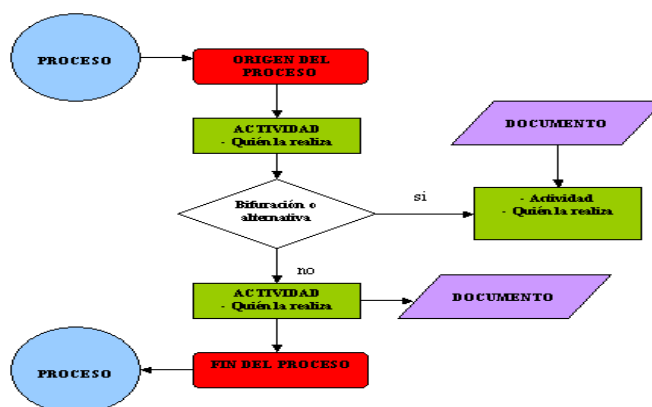 PROCESO
ORIGEN DEL
PROCESO
ACTIVIDAD
- Quién la realiza
DOCUMENTO
Bifuración o
alternativa
si
- Actividad
- Quién la realiza
no
ACTIVIDAD
- Quién la realiza
DOCUMENTO
FIN DEL PROCESO
PROCESO